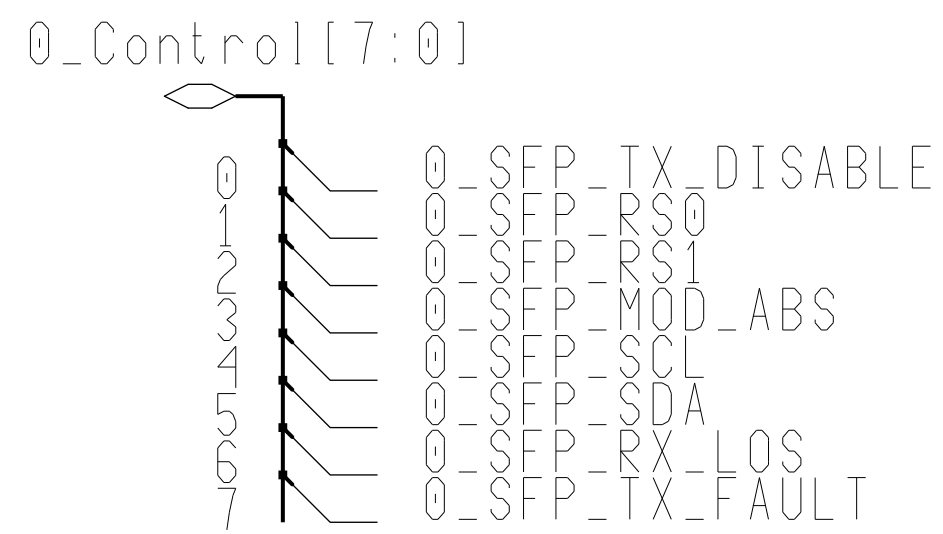 0_Control[7:0]
0 0_SFP_TX_DISABLE
1 0_SFP_RS0
2 0_SFP_RS1
3 0_SFP_MOD_ABS
4 0_SFP_SCL
5 0_SFP_SDA
6 0_SFP_RX_LOS
7 0_SFP_TX_FAULT